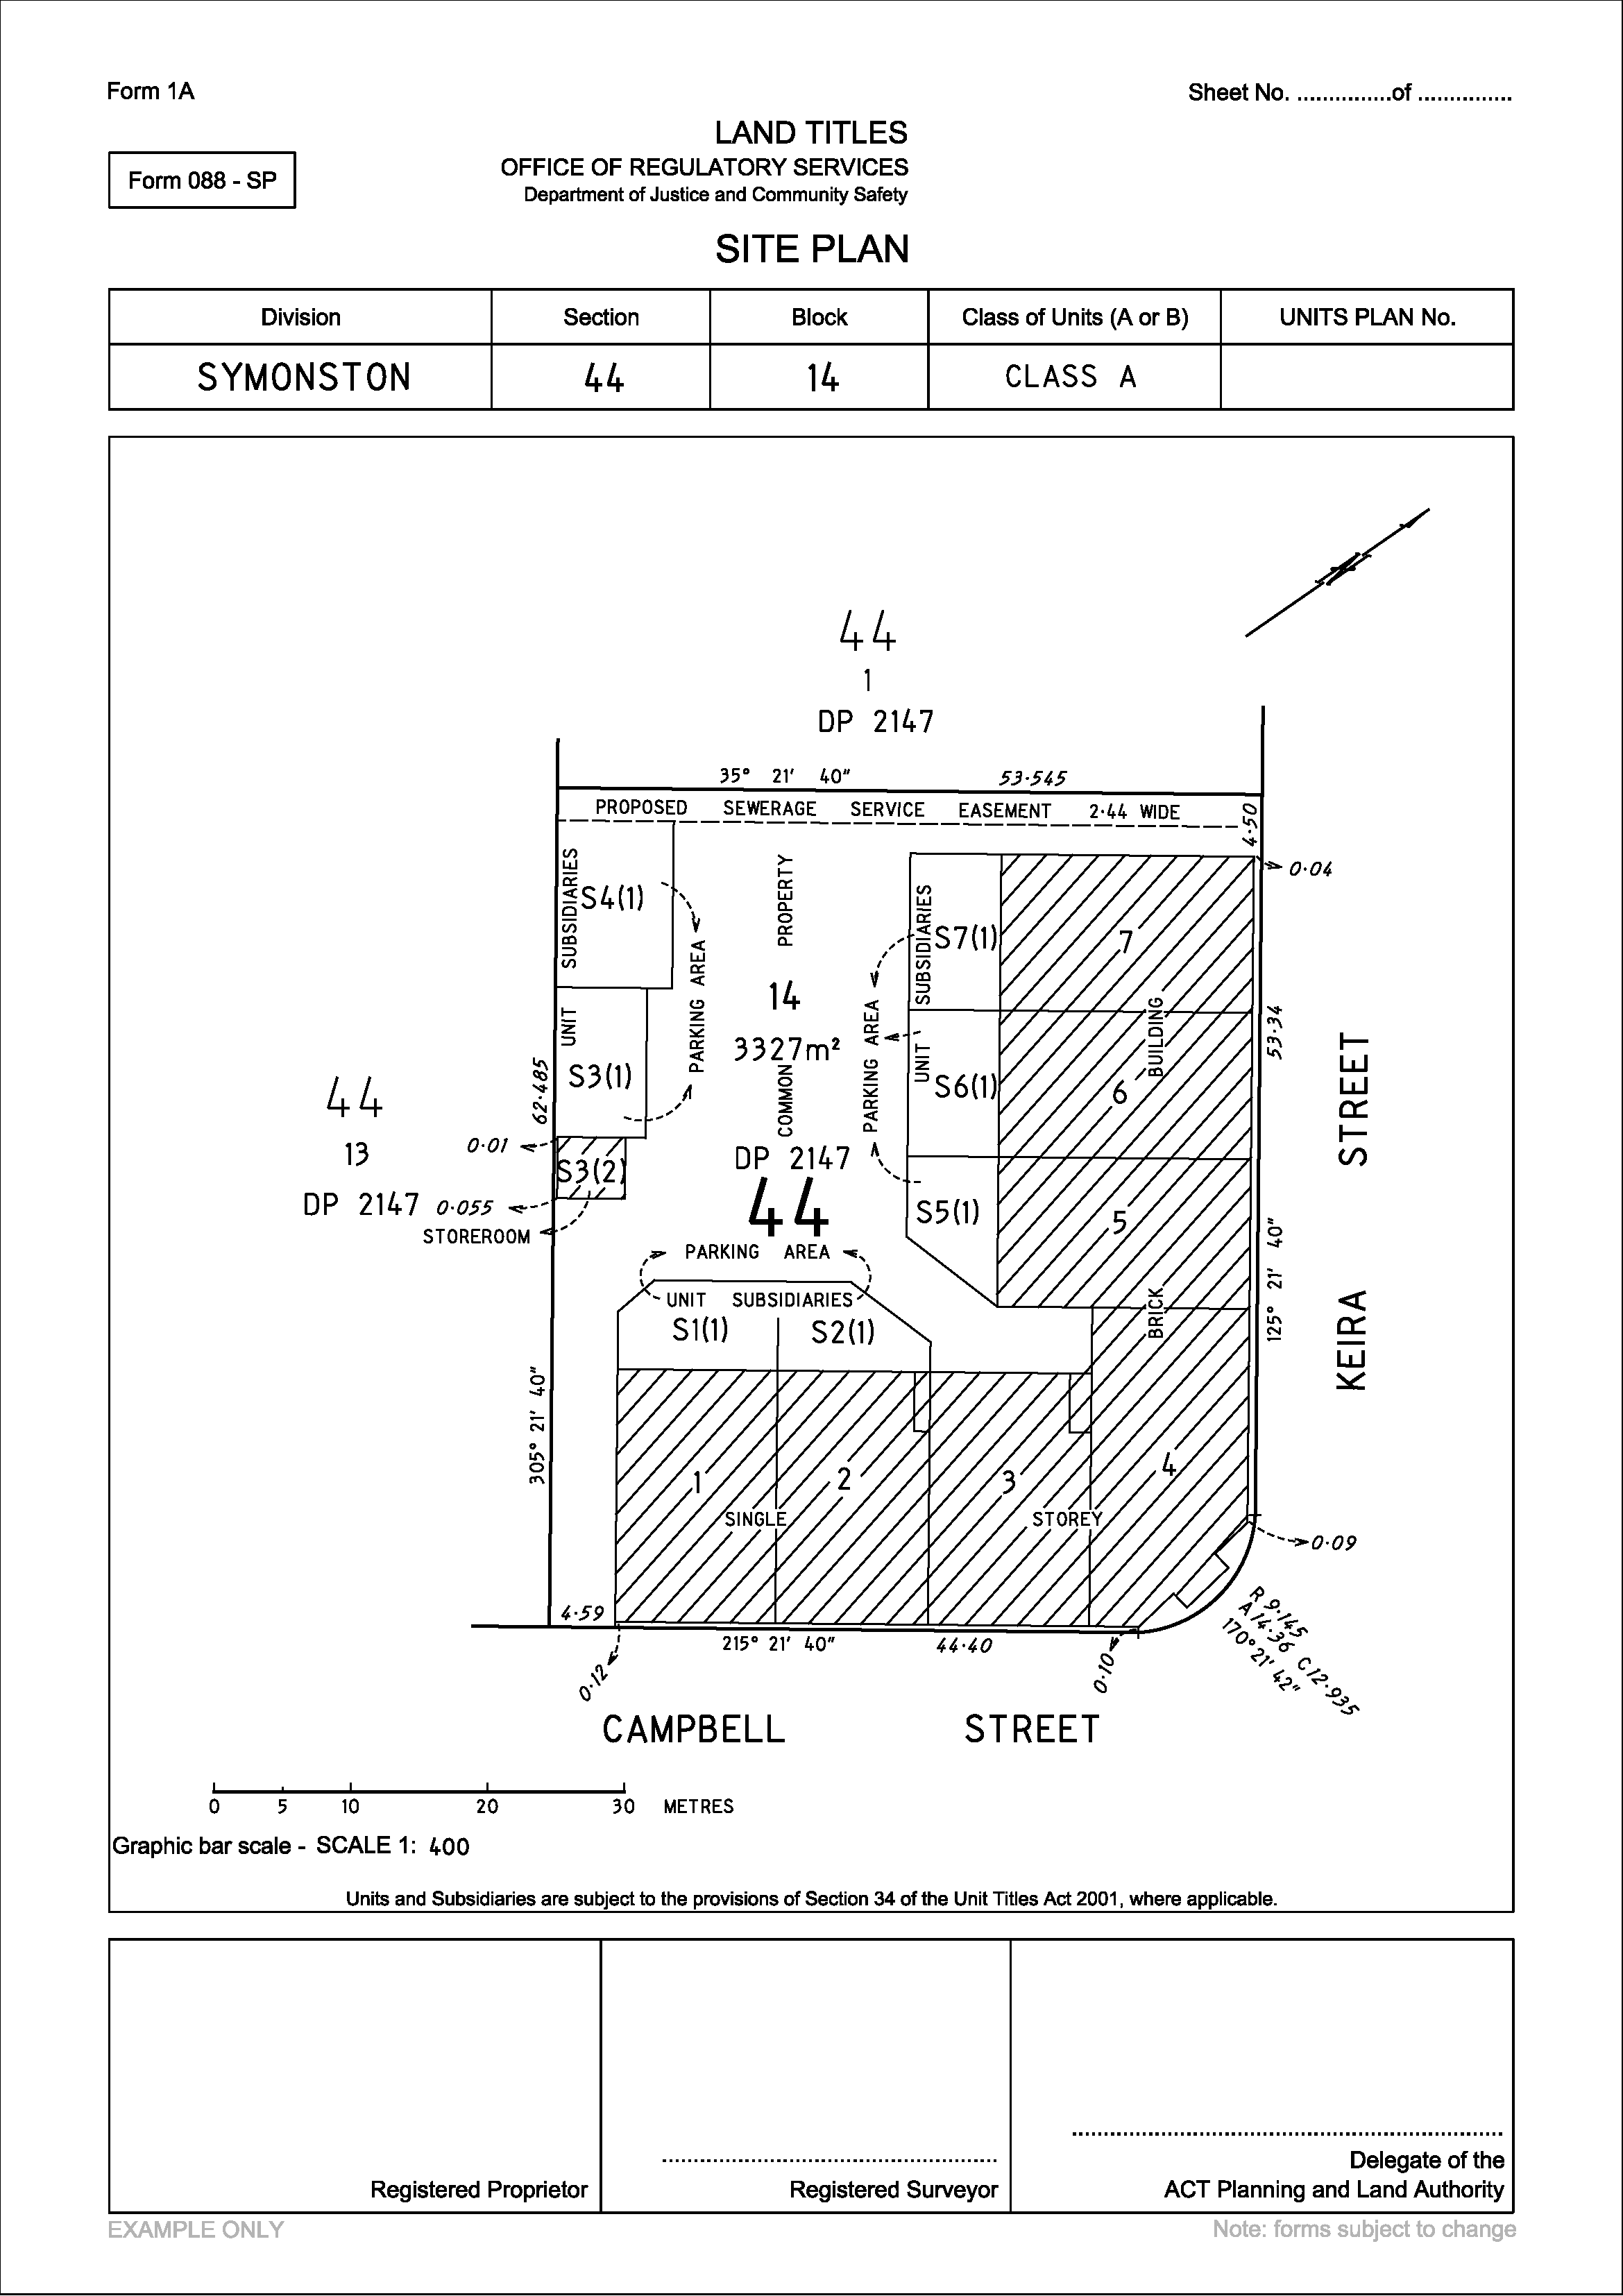 Form 1A
Sheet No. ...............of ...............
LAND TITLES
Form 088 - SP
OFFICE OF REGULATORY SERVICES
Department of Justice and Community Safety
SITE PLAN
Division
Section
Block
Class of Units (A or B)
UNITS PLAN No.
SYMONSTON
44
14
CLASS A
44
1
DP 2147
35° 21' 40"
53·545
PROPOSED SEWERAGE SERVICE EASEMENT 2·44 WIDE
4·50
0·04
UNIT SUBSIDIARIES
S4(1)
S3(1)
PARKING AREA
COMMON PROPERTY
14
3327m²
DP 2147
44
PARKING AREA
UNIT SUBSIDIARIES
S7(1)
S6(1)
S5(1)
7
6
5
BRICK BUILDING
53·34
125° 21' 40"
KEIRA STREET
62·485
305° 21' 40"
44
13
DP 2147
0·01
S3(2)
0·055
STOREROOM
PARKING AREA
UNIT SUBSIDIARIES
S1(1)
S2(1)
1
2
3
4
SINGLE STOREY
0·09
4·59
215° 21' 40"
44·40
0·12
0·10
R 9·145
A 14·36 C 12·935
170° 21' 42"
CAMPBELL STREET
0 5 10 20 30 METRES
Graphic bar scale - SCALE 1: 400
Units and Subsidiaries are subject to the provisions of Section 34 of the Unit Titles Act 2001, where applicable.
Registered Proprietor
Registered Surveyor
Delegate of the
ACT Planning and Land Authority
EXAMPLE ONLY
Note: forms subject to change